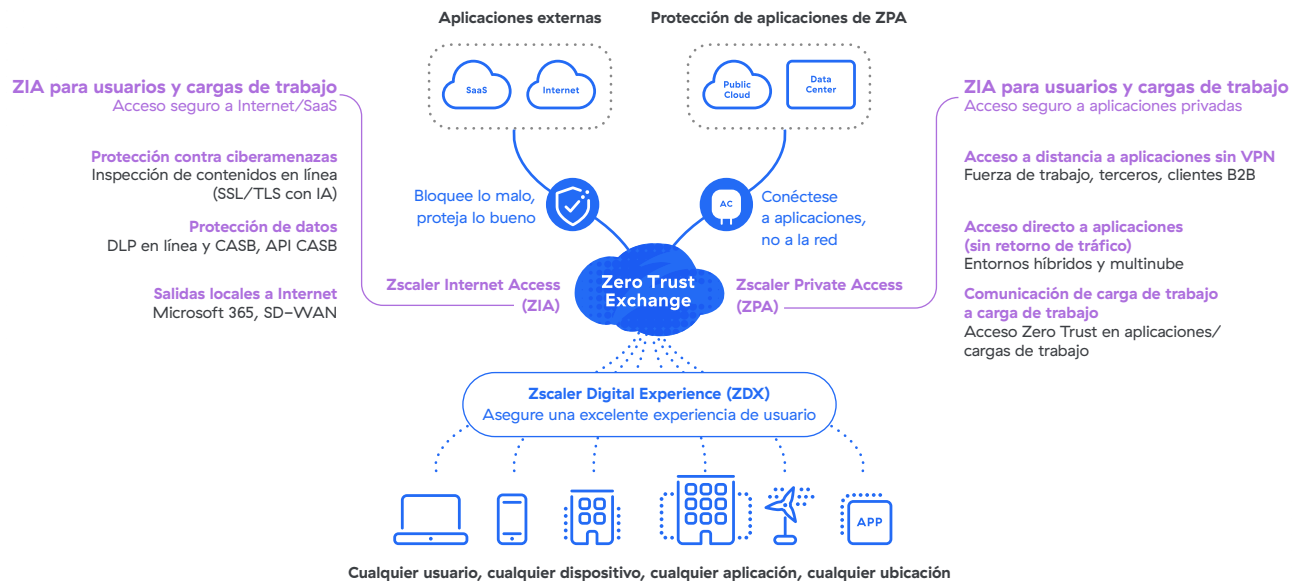 Aplicaciones externas
Protección de aplicaciones de ZPA
SaaS
Internet
Public
Cloud
Data
Center
ZIA para usuarios y cargas de trabajo
Acceso seguro a Internet/SaaS
Protección contra ciberamenazas
Inspección de contenidos en línea
(SSL/TLS con IA)
Protección de datos
DLP en línea y CASB, API CASB
Salidas locales a Internet
Microsoft 365, SD-WAN
Bloquee lo malo,
proteja lo bueno
AC
Conéctese
a aplicaciones,
no a la red
Zscaler Internet Access
(ZIA)
Zero Trust
Exchange
Zscaler Private Access
(ZPA)
ZIA para usuarios y cargas de trabajo
Acceso seguro a aplicaciones privadas
Acceso a distancia a aplicaciones sin VPN
Fuerza de trabajo, terceros, clientes B2B
Acceso directo a aplicaciones
(sin retorno de tráfico)
Entornos híbridos y multinube
Comunicación de carga de trabajo
a carga de trabajo
Acceso Zero Trust en aplicaciones/
cargas de trabajo
Zscaler Digital Experience (ZDX)
Asegure una excelente experiencia de usuario
APP
Cualquier usuario, cualquier dispositivo, cualquier aplicación, cualquier ubicación